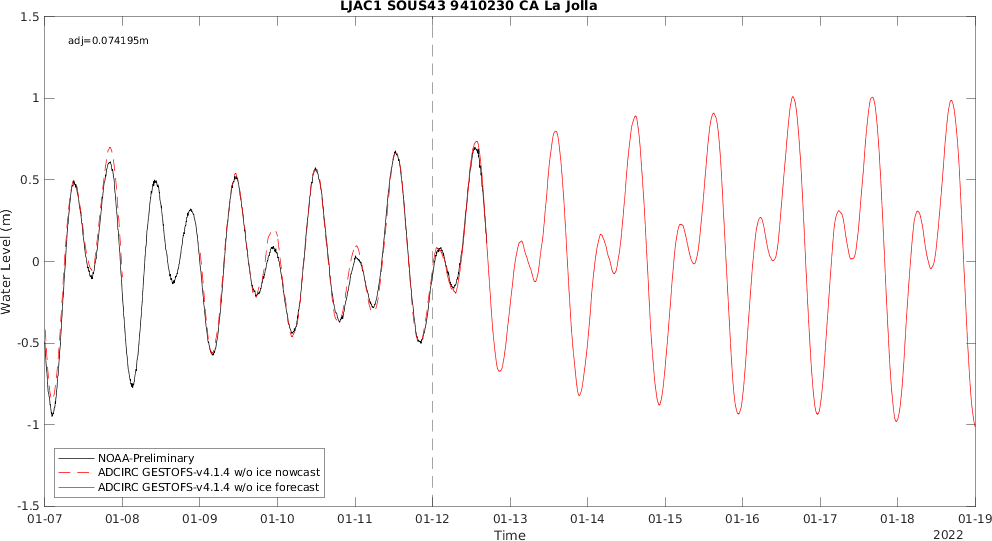 LJAC1 SOUS43 9410230 CA La Jolla
adj=0.074195m
1.5
1
0.5
0
-0.5
-1
-1.5
Water Level (m)
NOAA-Preliminary
ADCIRC GESTOFS-v4.1.4 w/o ice nowcast
ADCIRC GESTOFS-v4.1.4 w/o ice forecast
01-07 01-08 01-09 01-10 01-11 01-12 01-13 01-14 01-15 01-16 01-17 01-18 01-19
Time
2022